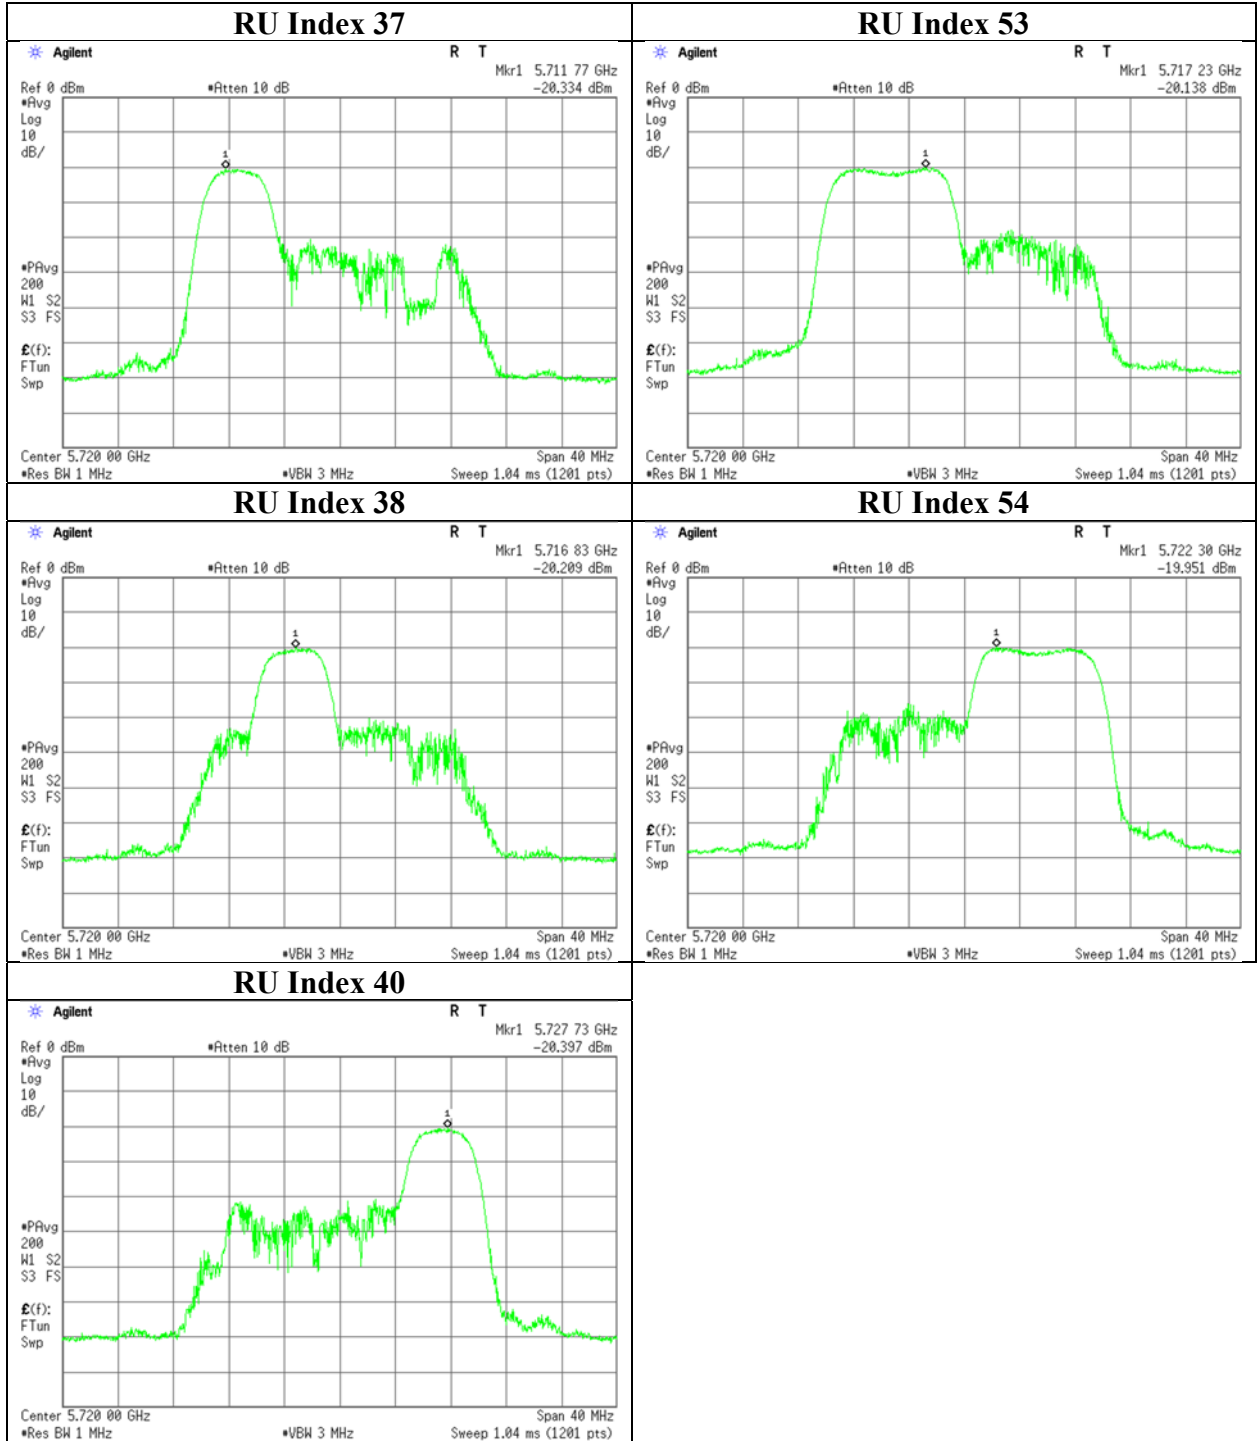 RU Index 37
Agilent R T
Mkr1 5.711 77 GHz
Ref 0 dBm #Atten 10 dB -20.334 dBm
#Avg
Log
10
dB/
1
#PAvg
200
W1 S2
S3 FS
£(f):
FTun
Swp
Center 5.720 00 GHz Span 40 MHz
#Res BW 1 MHz #VBW 3 MHz Sweep 1.04 ms (1201 pts)
RU Index 53
Agilent R T
Mkr1 5.717 23 GHz
Ref 0 dBm #Atten 10 dB -20.138 dBm
#Avg
Log
10
dB/
1
#PAvg
200
W1 S2
S3 FS
£(f):
FTun
Swp
Center 5.720 00 GHz Span 40 MHz
#Res BW 1 MHz #VBW 3 MHz Sweep 1.04 ms (1201 pts)
RU Index 38
Agilent R T
Mkr1 5.716 83 GHz
Ref 0 dBm #Atten 10 dB -20.209 dBm
#Avg
Log
10
dB/
1
#PAvg
200
W1 S2
S3 FS
£(f):
FTun
Swp
Center 5.720 00 GHz Span 40 MHz
#Res BW 1 MHz #VBW 3 MHz Sweep 1.04 ms (1201 pts)
RU Index 54
Agilent R T
Mkr1 5.722 30 GHz
Ref 0 dBm #Atten 10 dB -19.951 dBm
#Avg
Log
10
dB/
1
#PAvg
200
W1 S2
S3 FS
£(f):
FTun
Swp
Center 5.720 00 GHz Span 40 MHz
#Res BW 1 MHz #VBW 3 MHz Sweep 1.04 ms (1201 pts)
RU Index 40
Agilent R T
Mkr1 5.727 73 GHz
Ref 0 dBm #Atten 10 dB -20.397 dBm
#Avg
Log
10
dB/
1
#PAvg
200
W1 S2
S3 FS
£(f):
FTun
Swp
Center 5.720 00 GHz Span 40 MHz
#Res BW 1 MHz #VBW 3 MHz Sweep 1.04 ms (1201 pts)